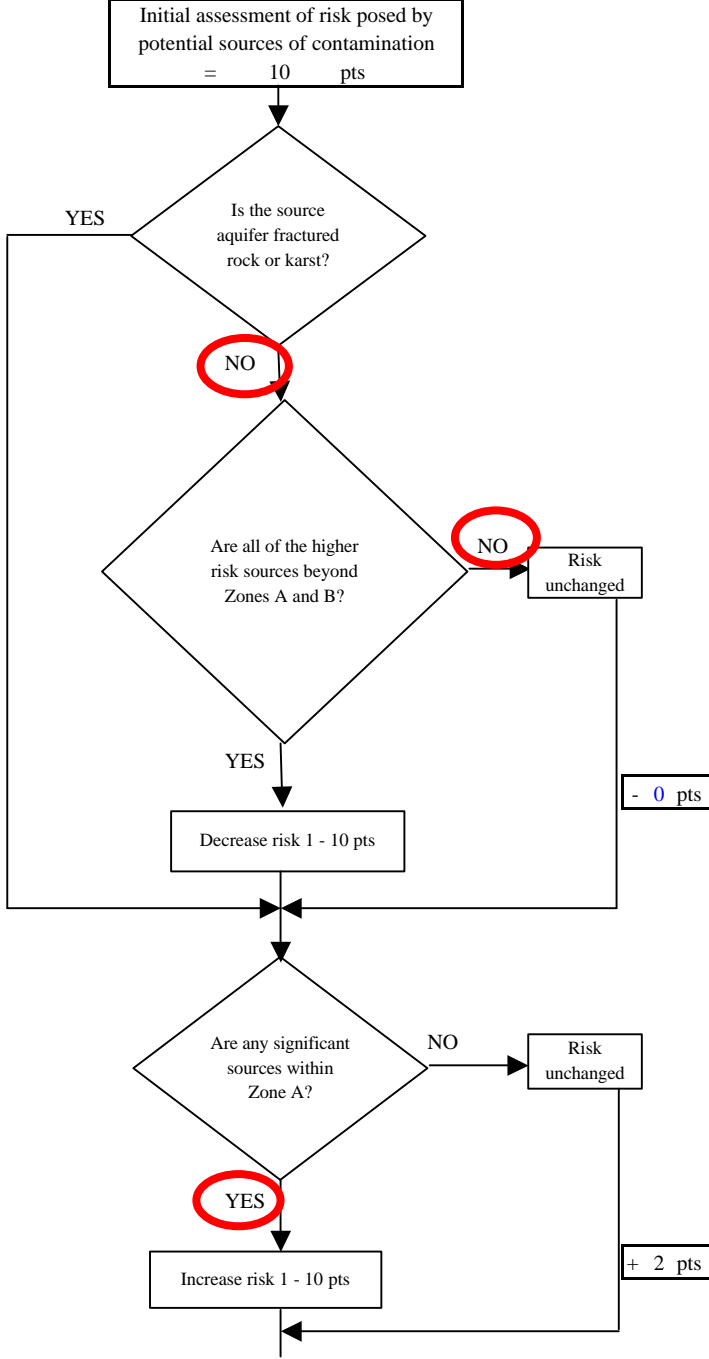 Initial assessment of risk posed by
potential sources of contamination
= 10 pts
YES
Is the source
aquifer fractured
rock or karst?
NO
Are all of the higher
risk sources beyond
Zones A and B?
NO
Risk
unchanged
YES
- 0 pts
Decrease risk 1 - 10 pts
Are any significant
sources within
Zone A?
NO
Risk
unchanged
YES
+ 2 pts
Increase risk 1 - 10 pts